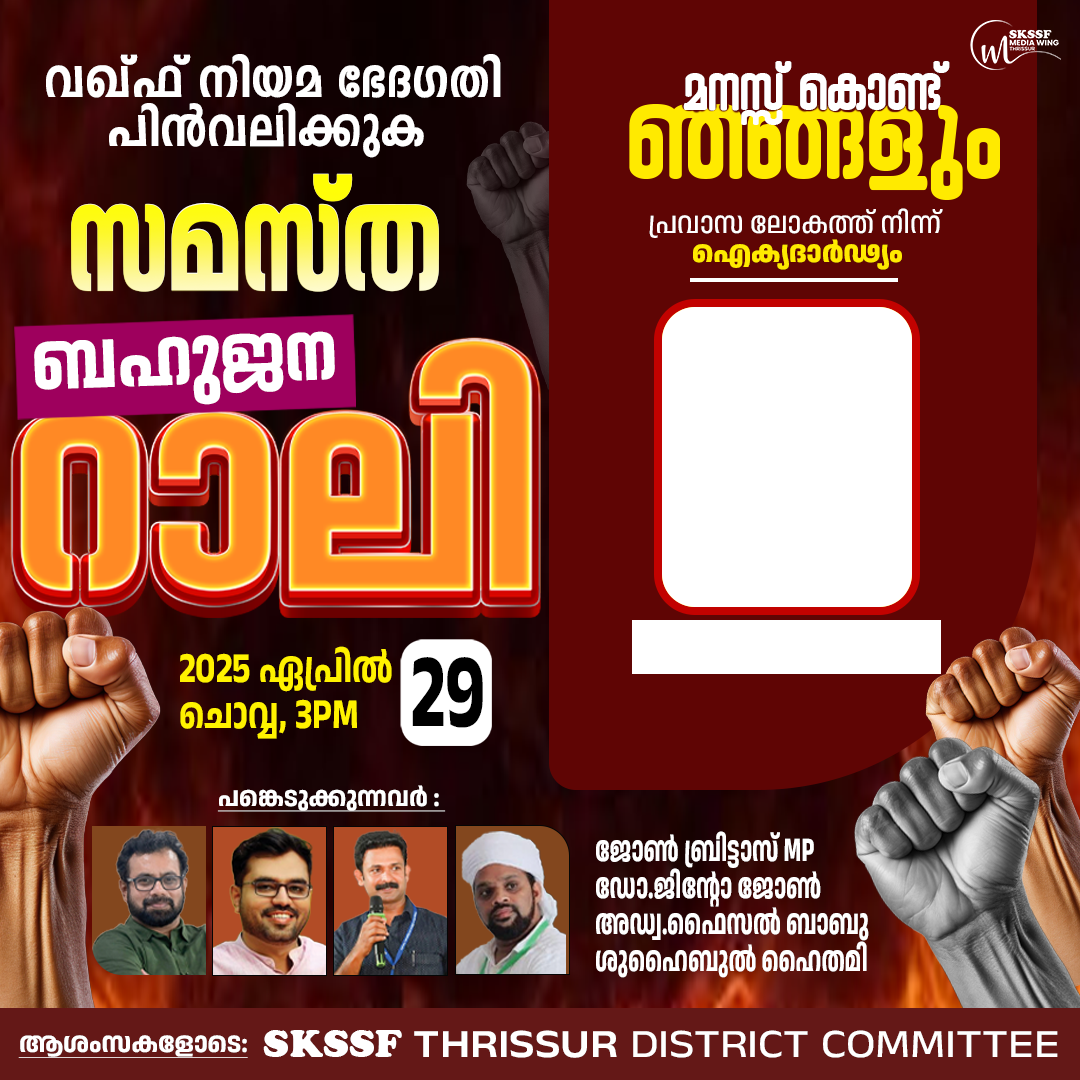 വഖ്ഫ് നിയമ ഭേദഗതി
പിൻവലിക്കുക
സമസ്ത
ബഹുജന
റാലി
2025 ഏപ്രിൽ
ചൊവ്വ, 3PM
29
SKSSF
MEDIA WING
THRISSUR
മനസ്സ് കൊണ്ട്
ഞങ്ങളും
പ്രവാസ ലോകത്ത് നിന്ന്
ഐക്യദാർഢ്യം
പങ്കെടുക്കുന്നവർ :
ജോൺ ബ്രിട്ടാസ് MP
ഡോ.ജിന്റോ ജോൺ
അഡ്വ.ഫൈസൽ ബാബു
ശുഹൈബുൽ ഹൈതമി
ആശംസകളോടെ: SKSSF THRISSUR DISTRICT COMMITTEE